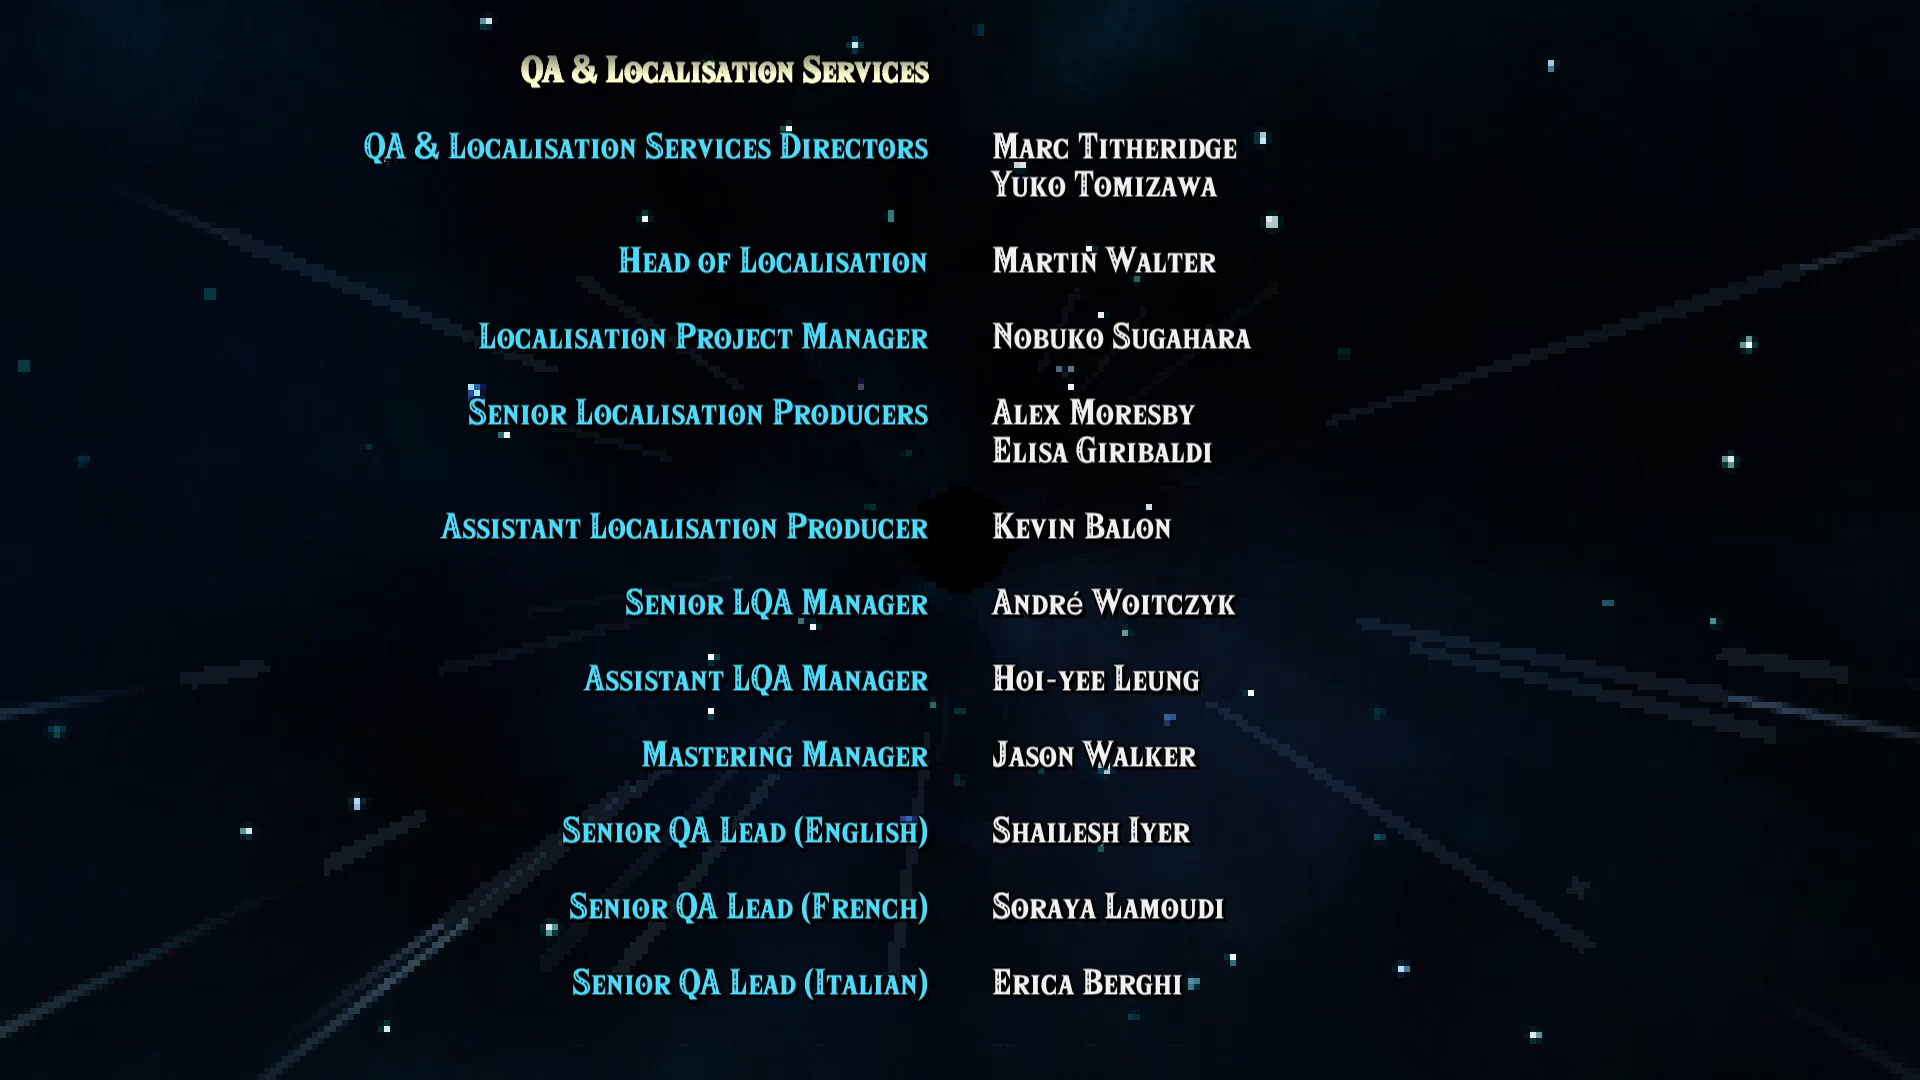 QA & Localisation Services
QA & Localisation Services Directors Marc Titheridge
Yuko Tomizawa
Head of Localisation Martin Walter
Localisation Project Manager Nobuko Sugahara
Senior Localisation Producers Alex Moresby
Elisa Giribaldi
Assistant Localisation Producer Kevin Balon
Senior LQA Manager André Woitczyk
Assistant LQA Manager Hoi-yee Leung
Mastering Manager Jason Walker
Senior QA Lead (English) Shailesh Iyer
Senior QA Lead (French) Soraya Lamoudi
Senior QA Lead (Italian) Erica Berghi